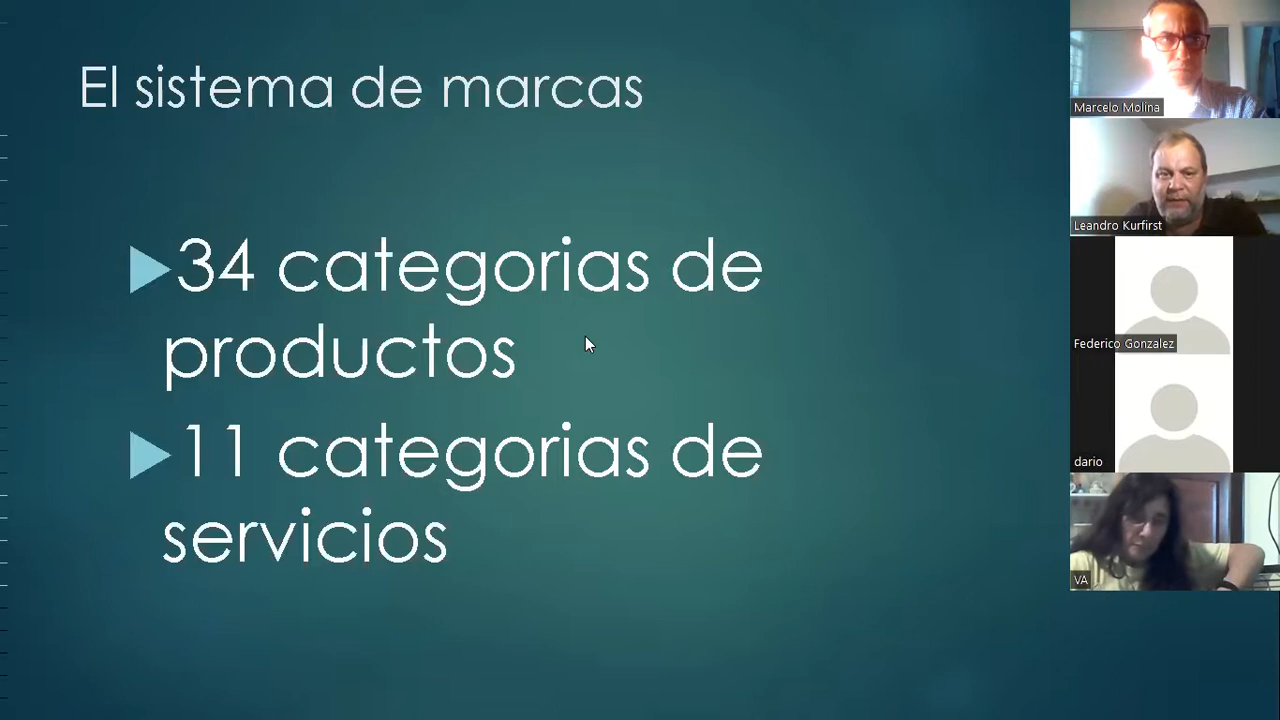 El sistema de marcas
34 categorias de
productos
11 categorias de
servicios
Marcelo Molina
Leandro Kurfirst
Federico Gonzalez
dario
VA